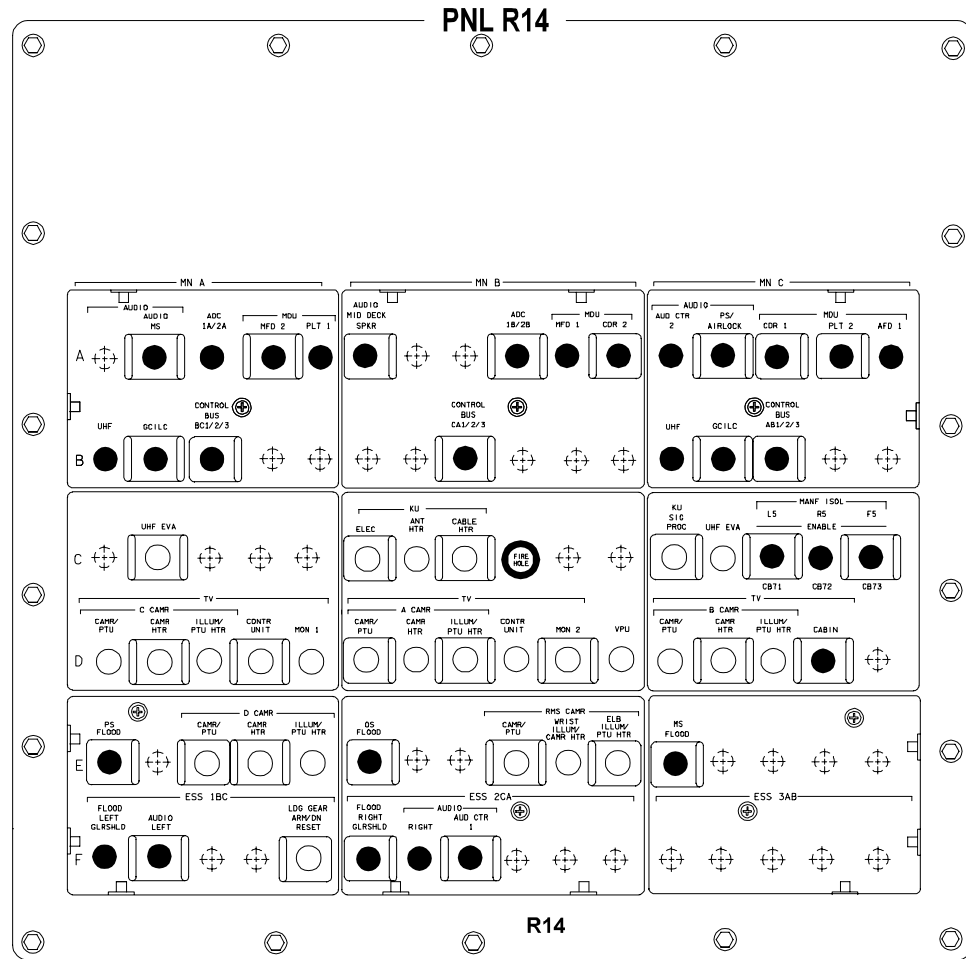 PNL R14
MN A
MN B
MN C
AUDIO
AUDIO
MS
ADC
1A/2A
MDU
MFD 2
PLT 1
AUDIO
MID DECK
SPKR
ADC
1B/2B
MDU
MFD 1
CDR 2
AUDIO
AUD CTR
2
PS/
AIRLOCK
MDU
CDR 1
PLT 2
AFD 1
A
CONTROL
BUS
BC1/2/3
UHF
GCILC
CONTROL
BUS
CA1/2/3
UHF
GCILC
CONTROL
BUS
AB1/2/3
B
UHF EVA
KU
ELEC
ANT
HTR
CABLE
HTR
FIRE
HOLE
KU
SIG
PROC
UHF EVA
MANF ISOL
L5
R5
F5
ENABLE
CB71
CB72
CB73
C
TV
C CAMR
CAMR/
PTU
CAMR
HTR
ILLUM/
PTU HTR
CONTR
UNIT
MON 1
TV
A CAMR
CAMR/
PTU
CAMR
HTR
ILLUM/
PTU HTR
CONTR
UNIT
MON 2
VPU
TV
B CAMR
CAMR/
PTU
CAMR
HTR
ILLUM/
PTU HTR
CABIN
D
PS
FLOOD
D CAMR
CAMR/
PTU
CAMR
HTR
ILLUM/
PTU HTR
OS
FLOOD
RMS CAMR
CAMR/
PTU
WRIST
ILLUM/
CAMR HTR
ELB
ILLUM/
PTU HTR
MS
FLOOD
E
ESS 1BC
FLOOD
LEFT
GLRSHLD
AUDIO
LEFT
LDG GEAR
ARM/DN
RESET
ESS 2CA
FLOOD
RIGHT
GLRSHLD
AUDIO
RIGHT
AUD CTR
1
ESS 3AB
F
R14